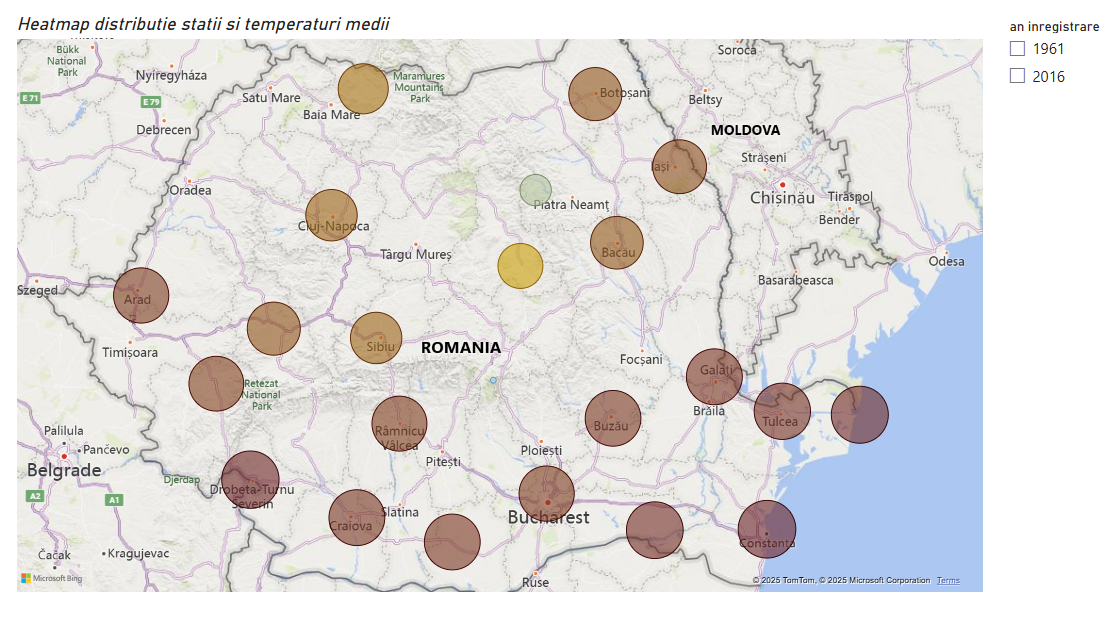 Heatmap distributie statii si temperaturi medii
an inregistrare
1961
2016
Soroca
Bükk
National
Park
Nyíregyháza
Maramures
Mountains
Park
E 71
E 79
Satu Mare
Baia Mare
Botoșani
Beltsy
Debrecen
MOLDOVA
Strășeni
Iași
Oradea
Chișinău
Tiraspol
Piatra Neamț
Bender
Cluj-Napoca
Târgu Mureș
Bacău
Odesa
Basarabeasca
Szeged
Arad
Timișoara
Sibiu
ROMANIA
Focșani
Galați
Retezat
National
Park
Brăila
Tulcea
Buzău
Râmnicu
Vâlcea
Palilula
Pančevo
Ploiești
Pitești
Belgrade
Djerdap
Drobeta-Turnu
Severin
A2
A1
Slatina
Craiova
Bucharest
Constanța
Čačak
Kragujevac
Ruse
Microsoft Bing
© 2025 TomTom, © 2025 Microsoft Corporation Terms